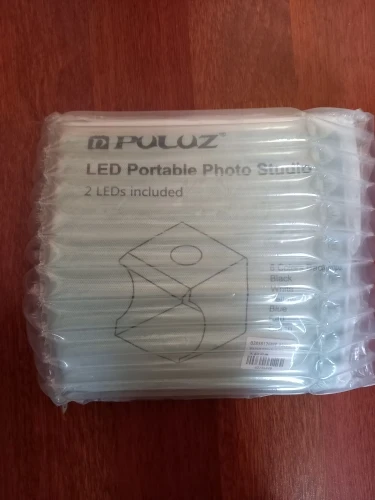 PULUZ®
LED Portable Photo Studio
2 LEDs included
Black
White
Blue